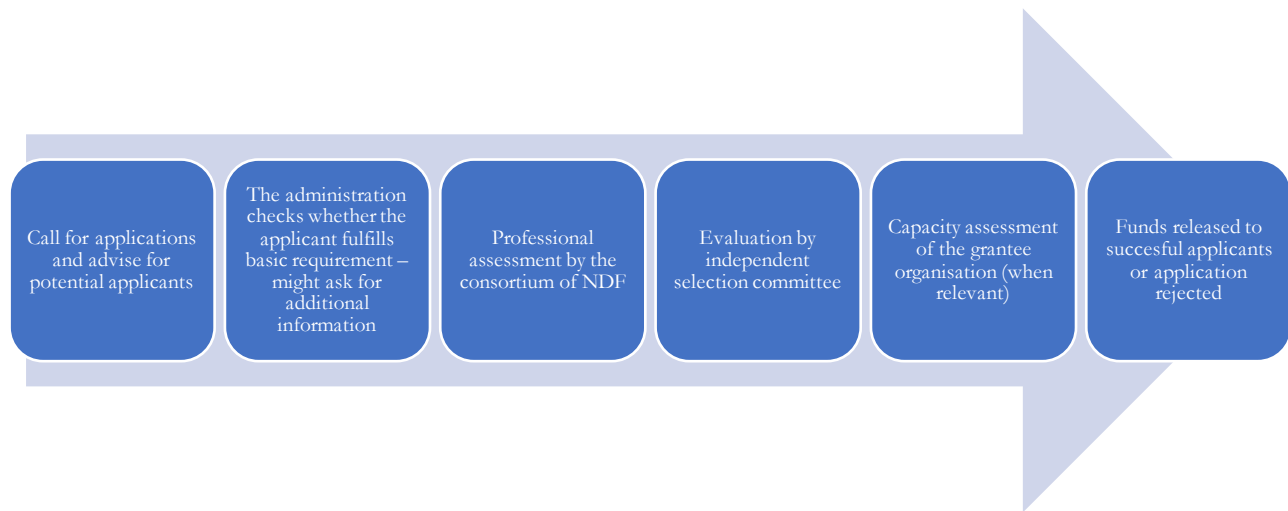 Call for applications
and advise for
potential applicants
The administration
checks whether the
applicant fulfills
basic requirement –
might ask for
additional
information
Professional
assessment by the
consortium of NDF
Evaluation by
independent
selection committee
Capacity assessment
of the grantee
organisation (when
relevant)
Funds released to
succesful applicants
or application
rejected